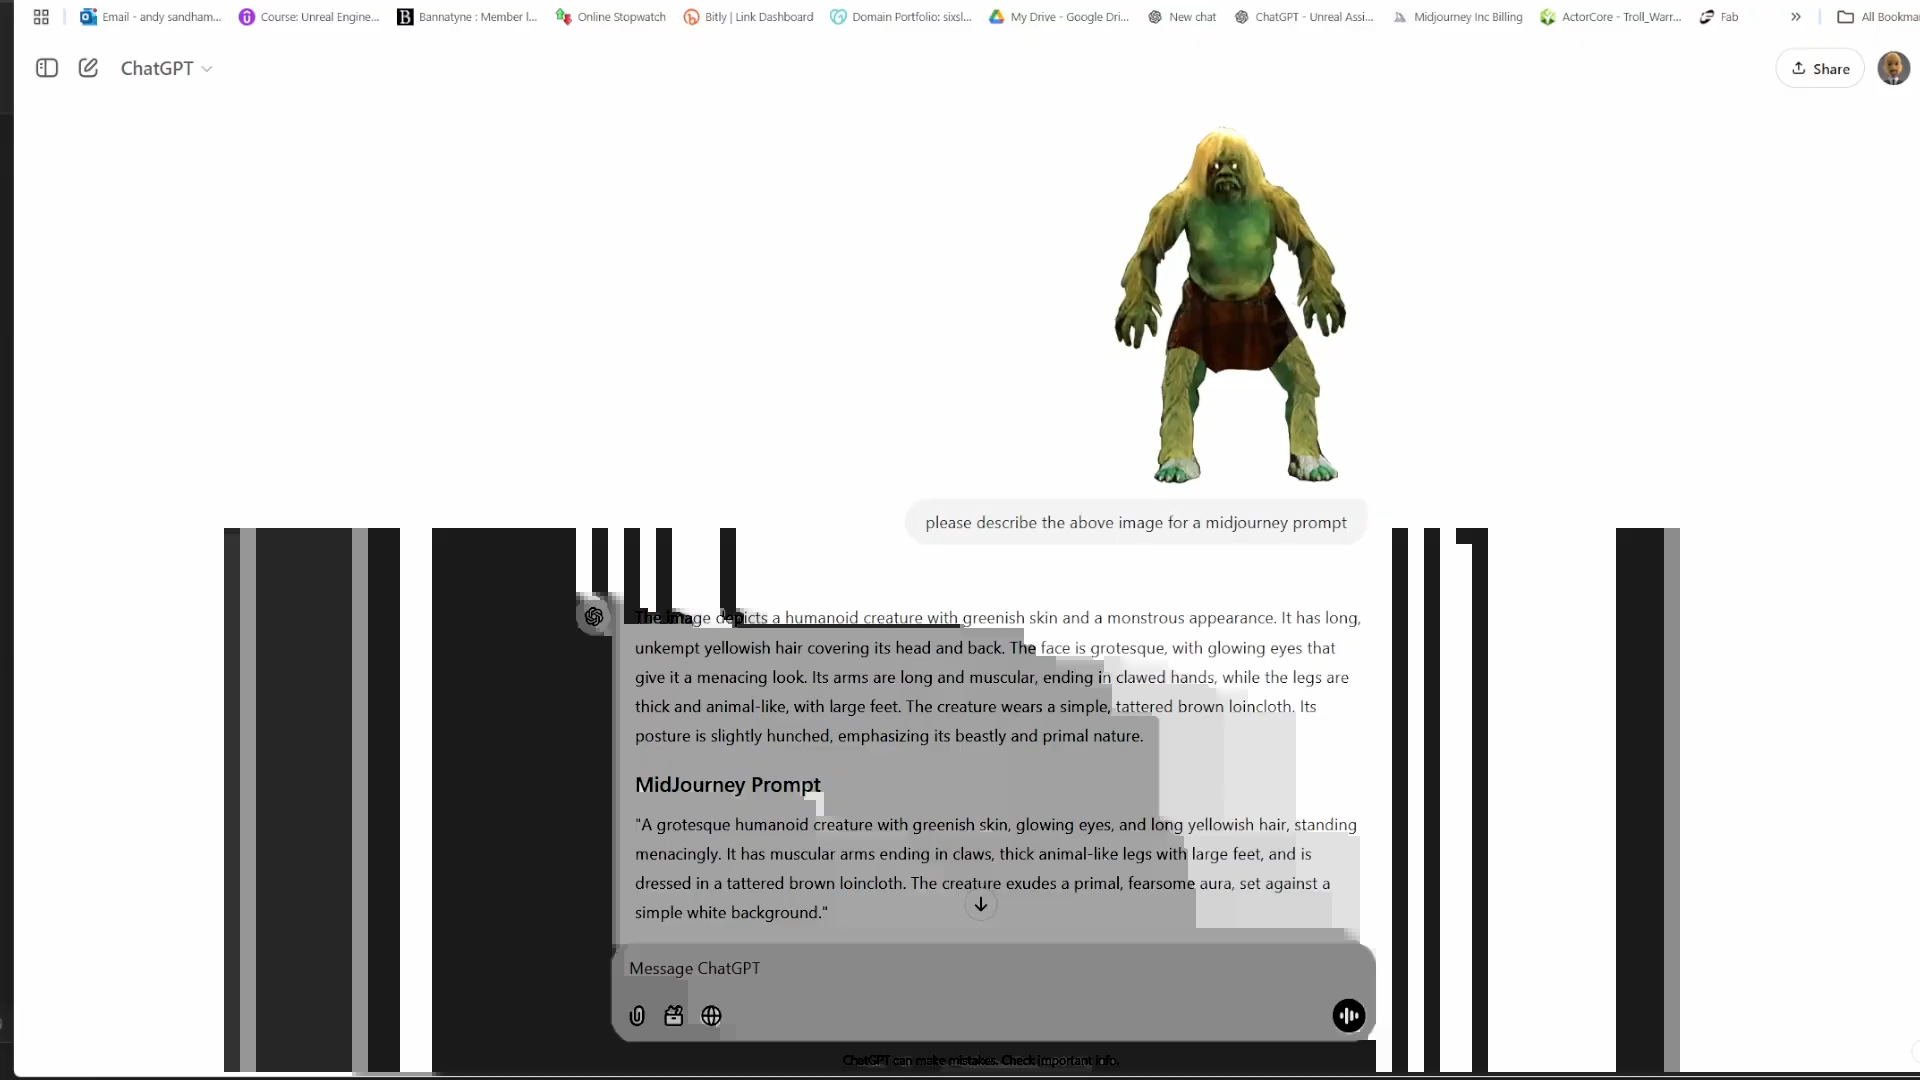 Email - andy sandham...
Course: Unreal Engine...
Bannatyne : Member l...
Online Stopwatch
Bitly | Link Dashboard
Domain Portfolio: sixsl...
My Drive - Google Dri...
New chat
ChatGPT - Unreal Assi...
Midjourney Inc Billing
ActorCore - Troll_Warr...
Fab
All Bookma
ChatGPT
Share
please describe the above image for a midjourney prompt
The image depicts a humanoid creature with greenish skin and a monstrous appearance. It has long,
unkempt yellowish hair covering its head and back. The face is grotesque, with glowing eyes that
give it a menacing look. Its arms are long and muscular, ending in clawed hands, while the legs are
thick and animal-like, with large feet. The creature wears a simple, tattered brown loincloth. Its
posture is slightly hunched, emphasizing its beastly and primal nature.
MidJourney Prompt
"A grotesque humanoid creature with greenish skin, glowing eyes, and long yellowish hair, standing
menacingly. It has muscular arms ending in claws, thick animal-like legs with large feet, and is
dressed in a tattered brown loincloth. The creature exudes a primal, fearsome aura, set against a
simple white background."
Message ChatGPT
ChatGPT can make mistakes. Check important info.